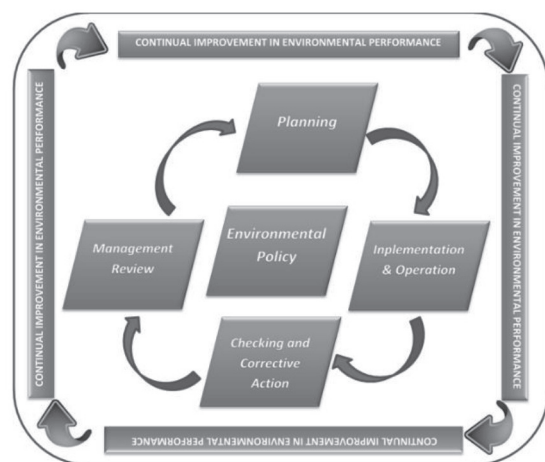 CONTINUAL IMPROVEMENT IN ENVIRONMENTAL PERFORMANCE
CONTINUAL IMPROVEMENT IN ENVIRONMENTAL PERFORMANCE
CONTINUAL IMPROVEMENT IN ENVIRONMENTAL PERFORMANCE
Planning
Management
Review
Environmental
Policy
Inplementation
& Operation
Checking and
Corrective
Action
CONTINUAL IMPROVEMENT IN ENVIRONMENTAL PERFORMANCE